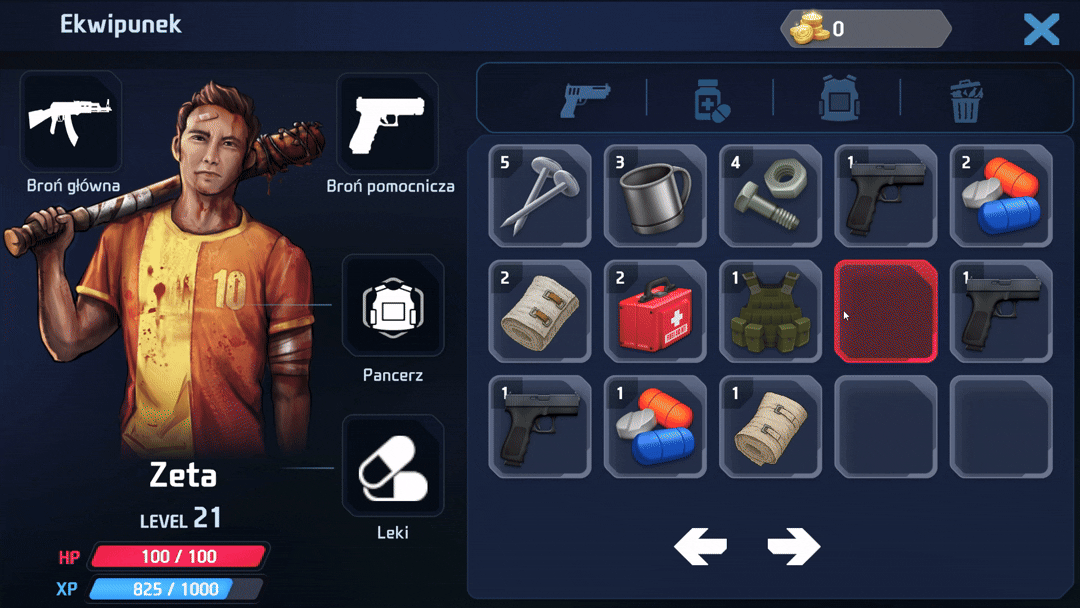 Ekwipunek
0
Broń główna
Broń pomocnicza
10
Pancerz
Leki
Zeta
LEVEL 21
HP 100 / 100
XP 825 / 1000
5 3 4 1 2
2 2 1 1
1 1 1